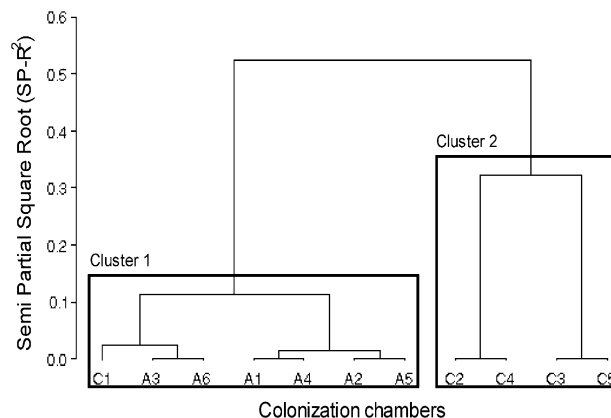 Semi Partial Square Root (SP-R²)
0.6
0.5
0.4
0.3
0.2
0.1
0.0
Cluster 1
Cluster 2
C1 A3 A6 A1 A4 A2 A5 C2 C4 C3
Colonization chambers